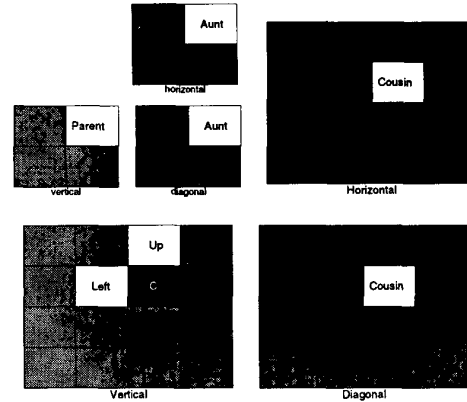 Aunt
horizontal
Cousin
Horizontal
Parent
vertical
Aunt
diagonal
Up
Left
C
Vertical
Cousin
Diagonal